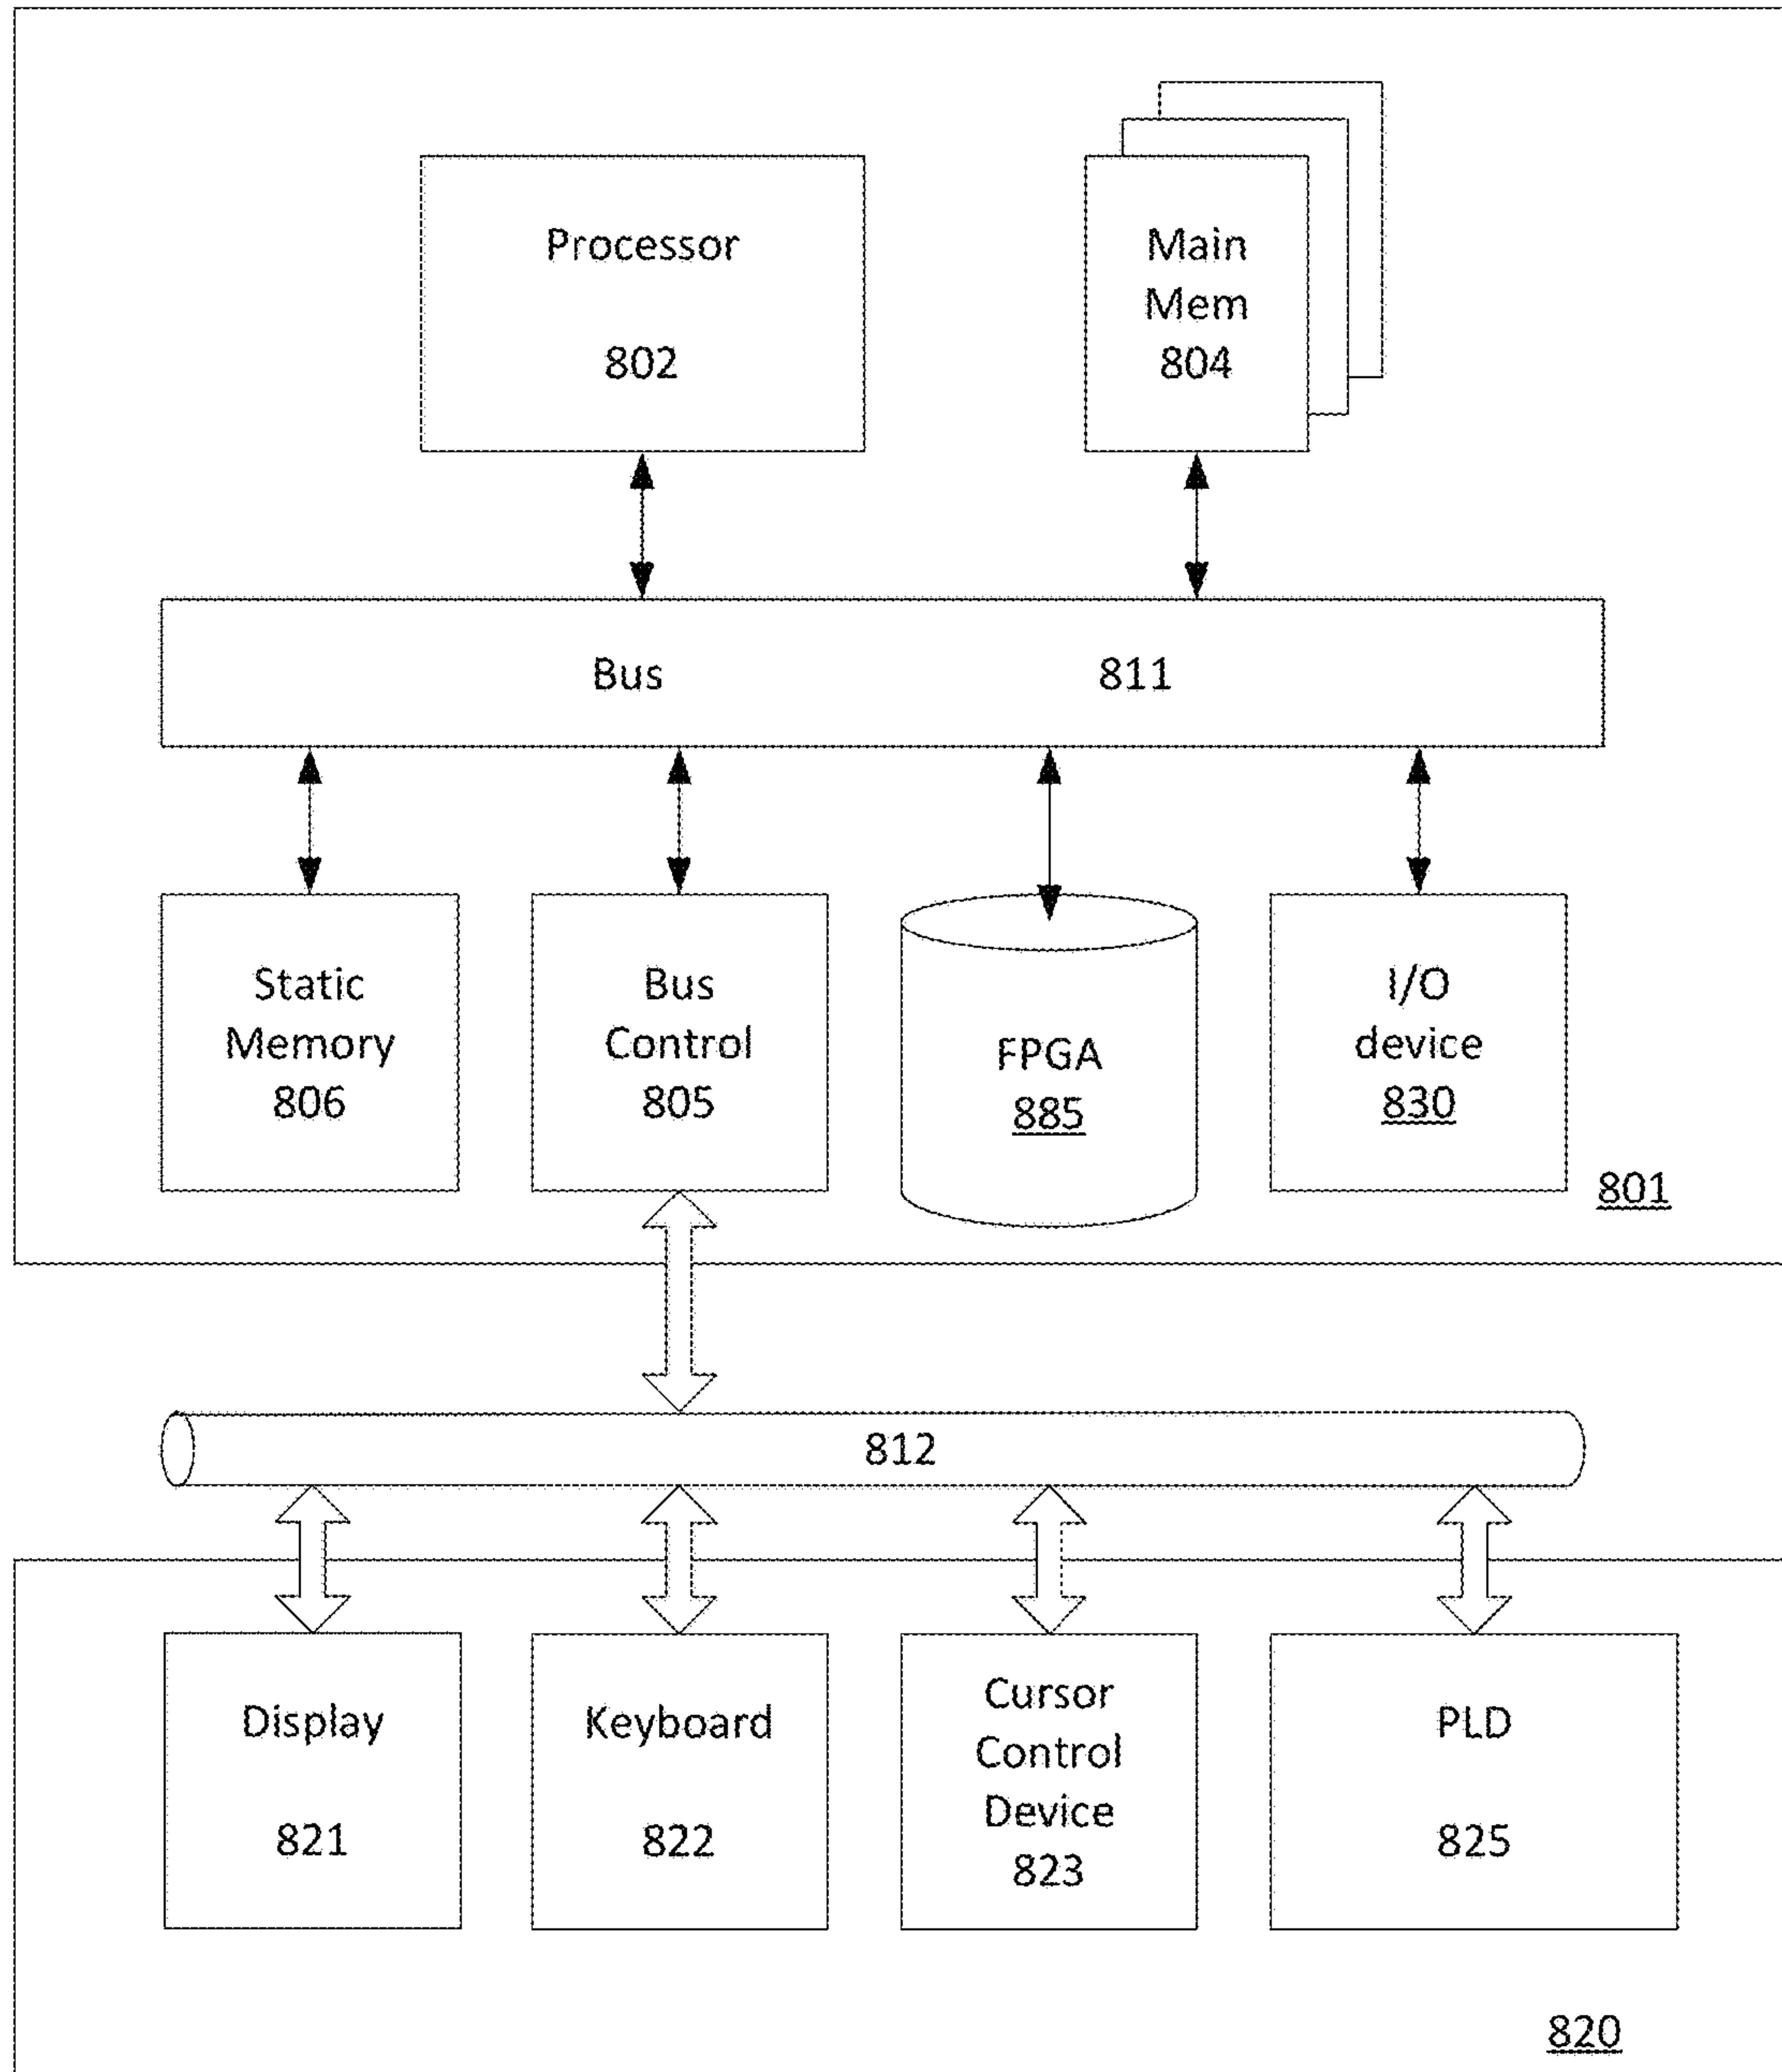 Processor
802
Main
Mem
804
Bus 811
Static
Memory
806
Bus
Control
805
FPGA
885
I/O
device
830
801
812
Display
821
Keyboard
822
Cursor
Control
Device
823
PLD
825
820